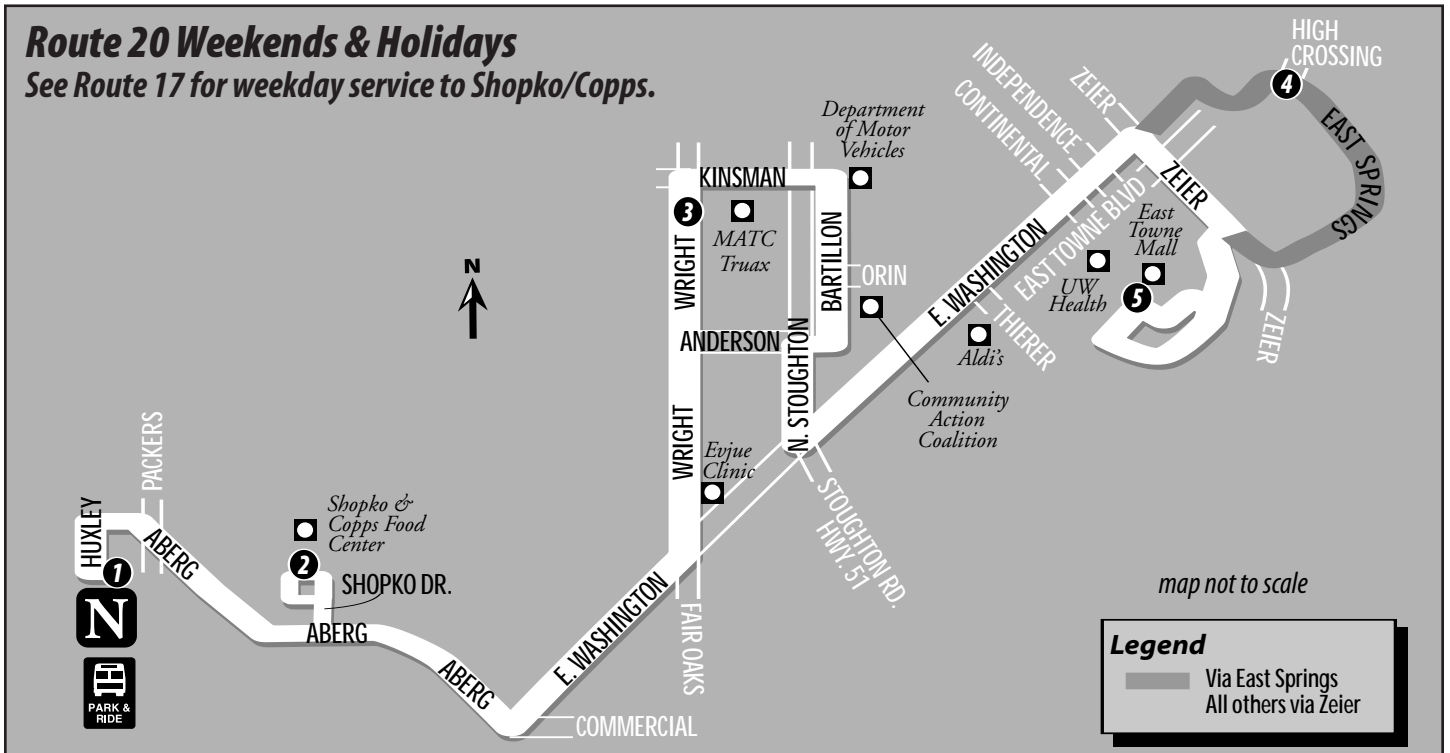 Route 20 Weekends & Holidays
See Route 17 for weekday service to Shopko/Copps.
HIGH
CROSSING
4
EAST SPRINGS
ZEIER
INDEPENDENCE
CONTINENTAL
Department
of Motor
Vehicles
KINSMAN
3
MATC
Truax
WRIGHT
BARTILLON
ORIN
ZEIER
EAST TOWNE BLVD
East
Towne
Mall
UW
Health
5
ZEIER
E. WASHINGTON
THIERER
Aldi's
N
ANDERSON
N. STOUGHTON
Community
Action
Coalition
WRIGHT
Evjue
Clinic
STOUGHTON RD.
HWY. 51
PACKERS
HUXLEY
1
N
PARK &
RIDE
ABERG
Shopko &
Copps Food
Center
2
SHOPKO DR.
ABERG
ABERG
E. WASHINGTON
FAIR OAKS
COMMERCIAL
map not to scale
Legend
Via East Springs
All others via Zeier